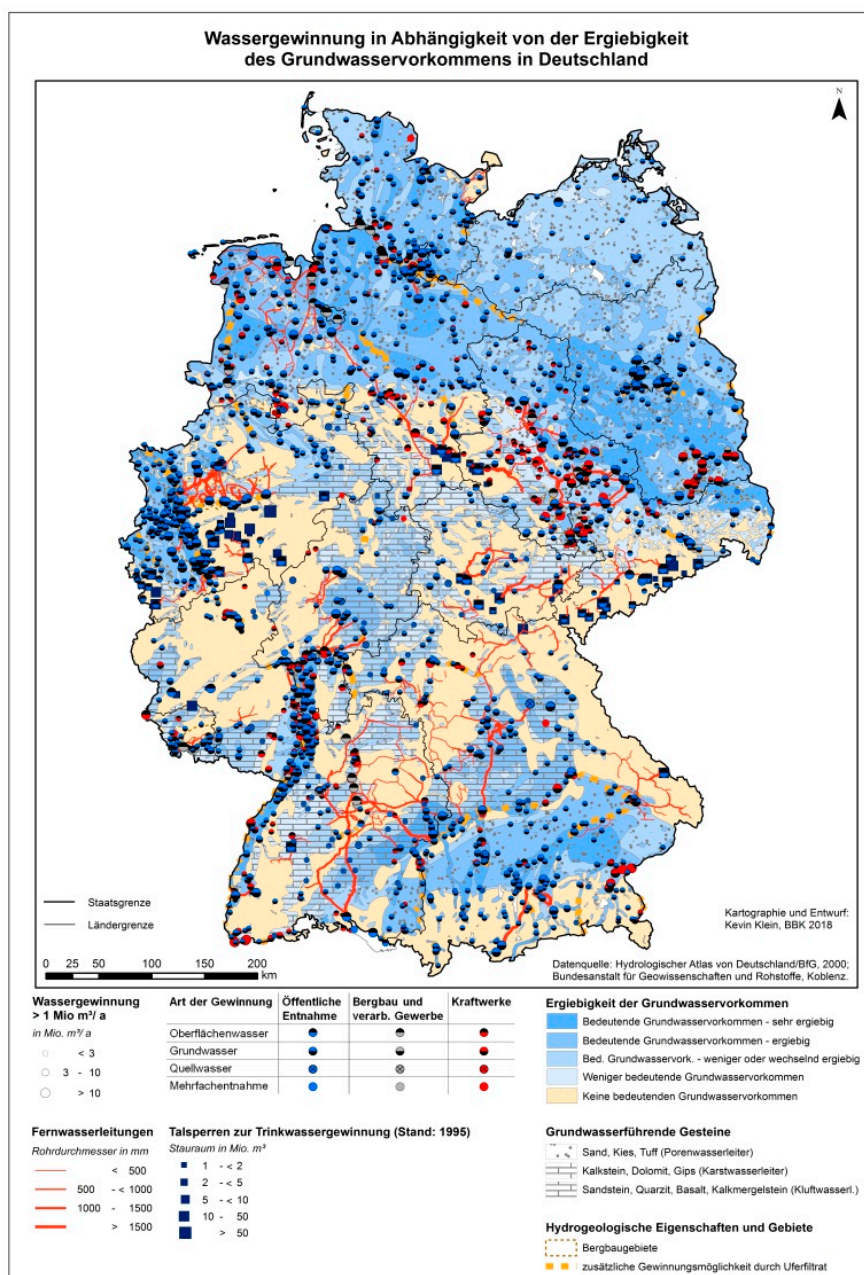 Wassergewinnung in Abhängigkeit von der Ergiebigkeit
des Grundwasservorkommens in Deutschland
N
Staatsgrenze
Ländergrenze
0 25 50 100 150 200
km
Kartographie und Entwurf:
Kevin Klein, BBK 2018
Datenquelle: Hydrologischer Atlas von Deutschland/BfG, 2000;
Bundesanstalt für Geowissenschaften und Rohstoffe, Koblenz.
Wassergewinnung
> 1 Mio m³/ a
in Mio. m³/ a
< 3
3 - 10
> 10
Art der Gewinnung
Öffentliche
Entnahme
Bergbau und
verarb. Gewerbe
Kraftwerke
Oberflächenwasser
Grundwasser
Quellwasser
Mehrfachentnahme
Ergiebigkeit der Grundwasservorkommen
Bedeutende Grundwasservorkommen - sehr ergiebig
Bedeutende Grundwasservorkommen - ergiebig
Bed. Grundwasservork. - weniger oder wechselnd ergiebig
Weniger bedeutende Grundwasservorkommen
Keine bedeutenden Grundwasservorkommen
Fernwasserleitungen
Rohrdurchmesser in mm
< 500
500 - < 1000
1000 - 1500
> 1500
Talsperren zur Trinkwassergewinnung (Stand: 1995)
Stauraum in Mio. m³
1 - < 2
2 - < 5
5 - < 10
10 - 50
> 50
Grundwasserführende Gesteine
Sand, Kies, Tuff (Porenwasserleiter)
Kalkstein, Dolomit, Gips (Karstwasserleiter)
Sandstein, Quarzit, Basalt, Kalkmergelstein (Kluftwasserl.)
Hydrogeologische Eigenschaften und Gebiete
Bergbaugebiete
zusätzliche Gewinnungsmöglichkeit durch Uferfiltrat